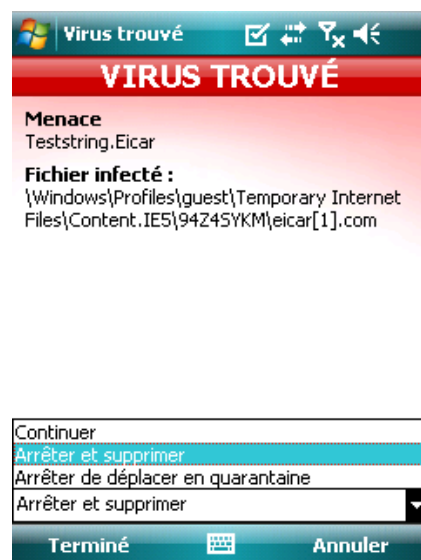 Virus trouvé
VIRUS TROUVÉ
Menace
Teststring.Eicar
Fichier infecté :
\Windows\Profiles\guest\Temporary Internet
Files\Content.IE5\94Z4SYKM\eicar[1].com
Continuer
Arrêter et supprimer
Arrêter de déplacer en quarantaine
Arrêter et supprimer
Terminé
Annuler